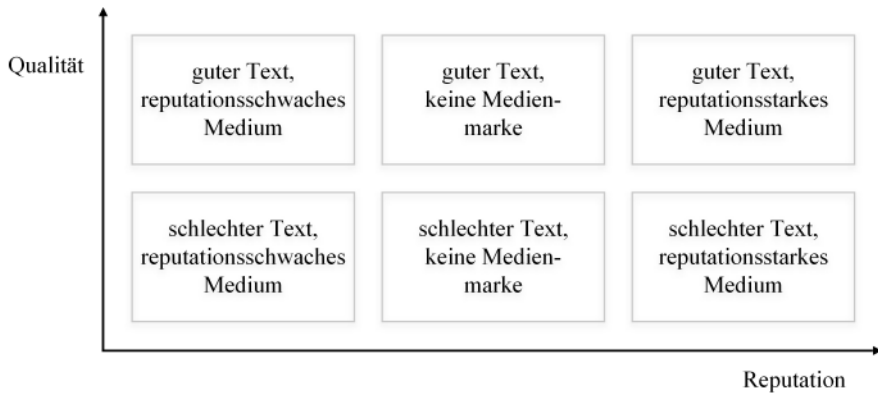 Qualität
guter Text,
reputationsschwaches
Medium
guter Text,
keine Medien-
marke
guter Text,
reputationsstarkes
Medium
schlechter Text,
reputationsschwaches
Medium
schlechter Text,
keine Medien-
marke
schlechter Text,
reputationsstarkes
Medium
Reputation